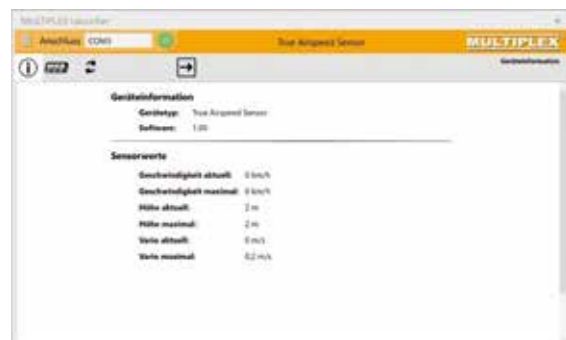 MULTIPLEX Launcher
Anschluss: COM5 True Airspeed Sensor MULTIPLEX
Geräteinformation
Geräteinformation
Gerätetyp: True Airspeed Sensor
Software: 1.00
Sensorwerte
Geschwindigkeit aktuell: 0 km/h
Geschwindigkeit maximal: 0 km/h
Höhe aktuell: 2 m
Höhe maximal: 2 m
Vario aktuell: 0 m/s
Vario maximal: 0.2 m/s